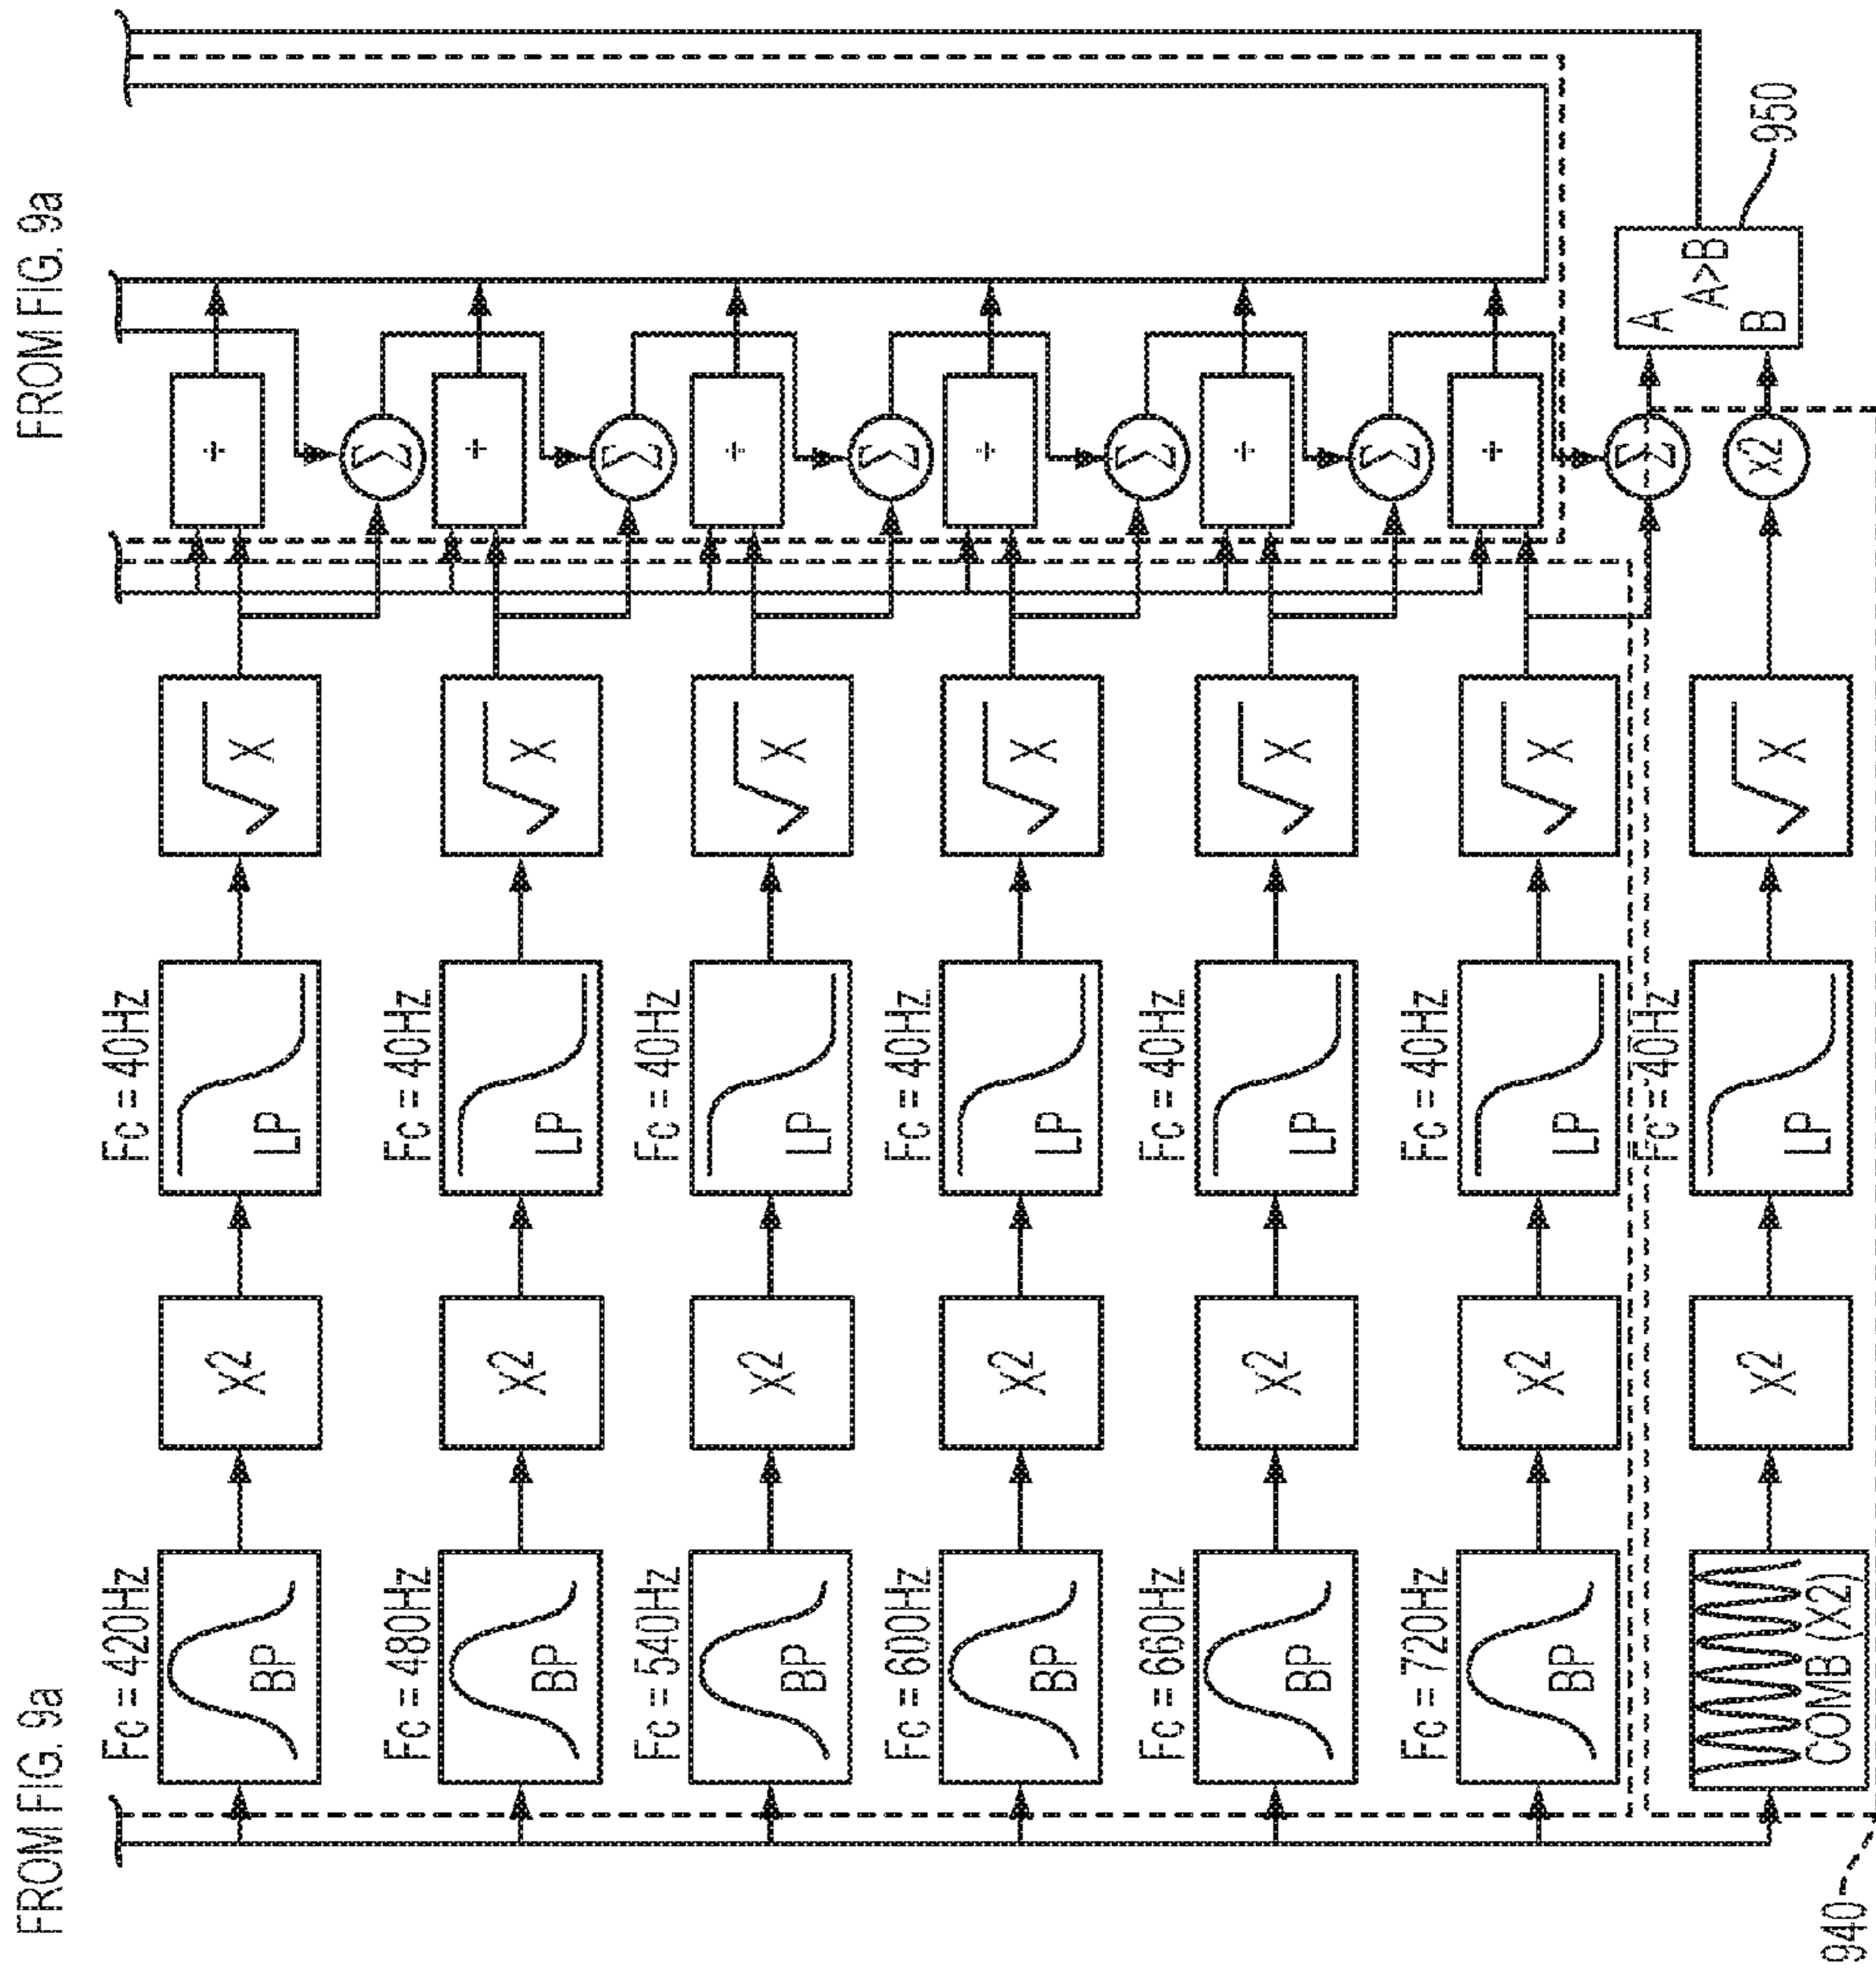 FROM FIG. 9a FROM FIG. 9a
Fc = 420Hz Fc = 40Hz
BP X2 LP √X ÷
Σ
Fc = 480Hz Fc = 40Hz
BP X2 LP √X ÷
Σ
Fc = 540Hz Fc = 40Hz
BP X2 LP √X ÷
Σ
Fc = 600Hz Fc = 40Hz
BP X2 LP √X ÷
Σ
Fc = 660Hz Fc = 40Hz
BP X2 LP √X ÷
Σ
Fc = 720Hz Fc = 40Hz
BP X2 LP √X ÷
Fc = 40Hz Σ A
A>B
X2 LP √X X2 B
COMB (X2)
940 950